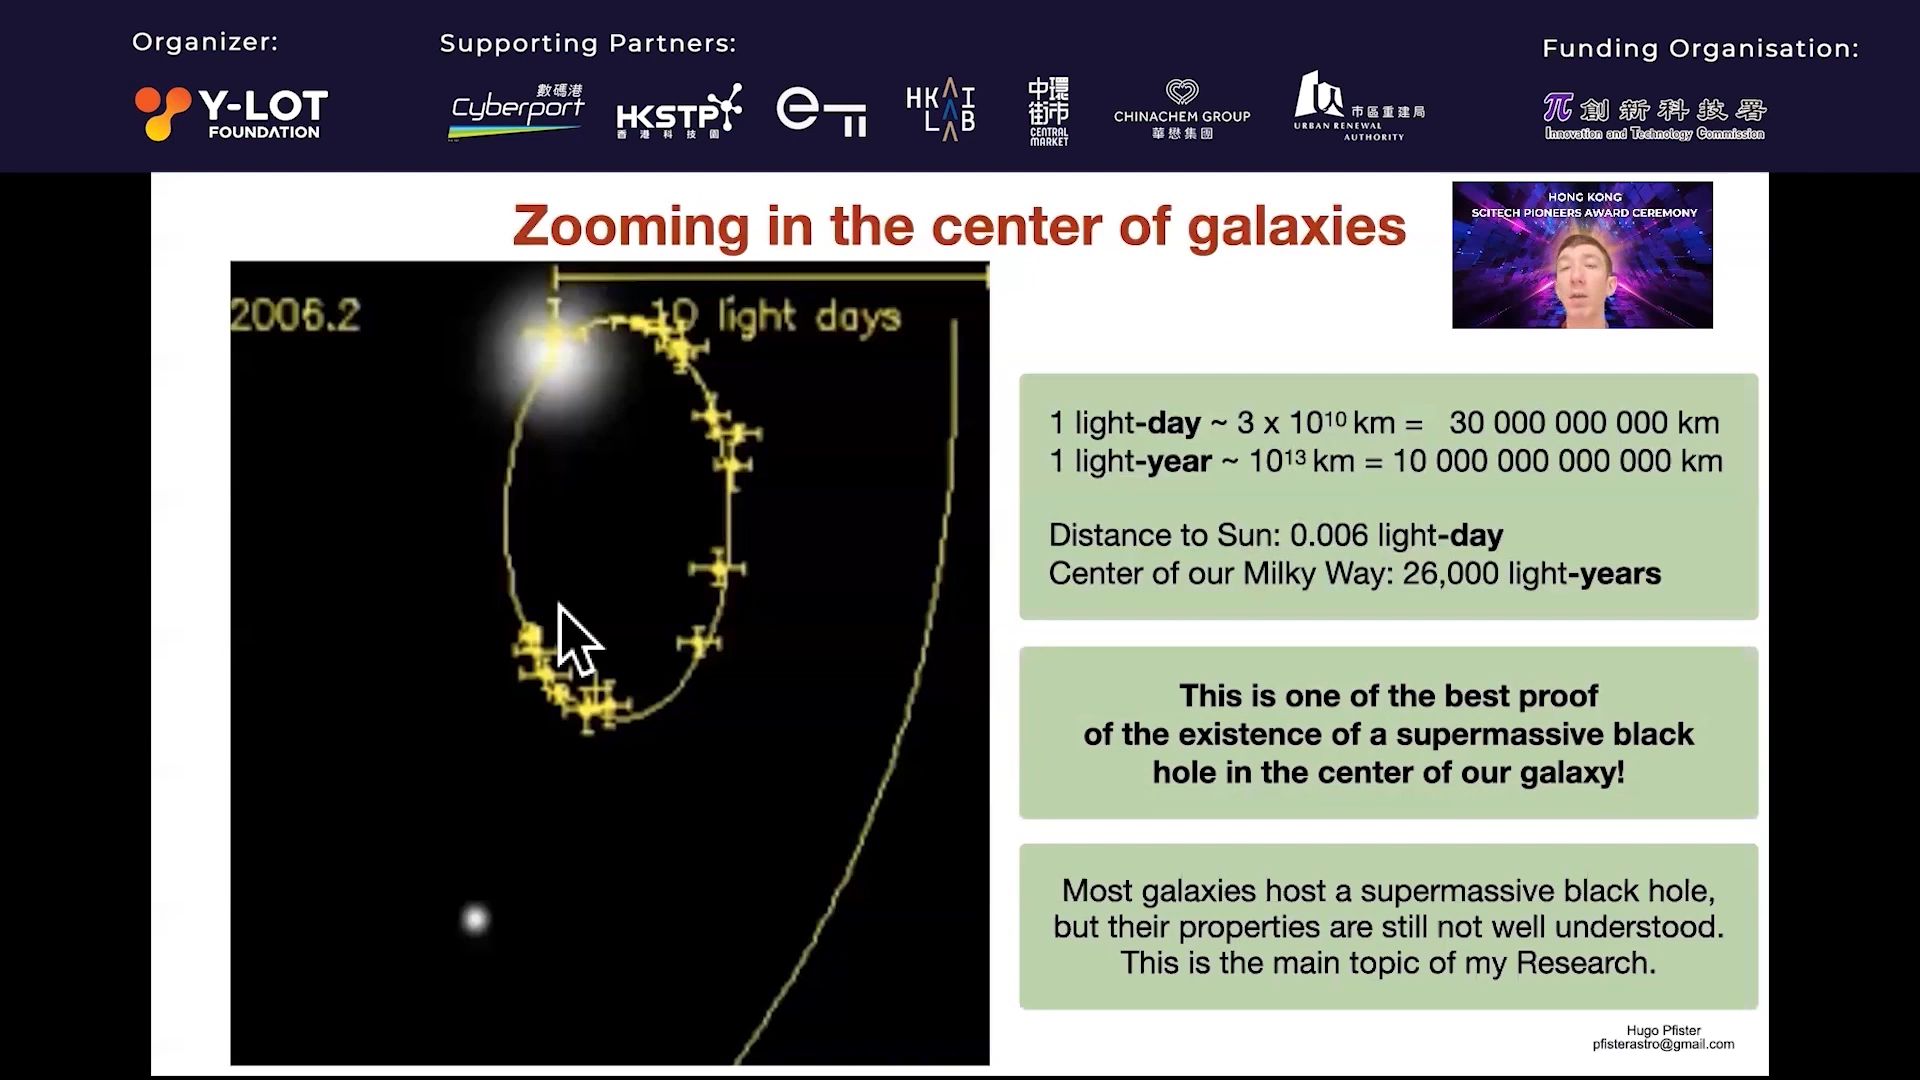 Organizer:
Supporting Partners:
Funding Organisation:
Y-LOT
FOUNDATION
數碼港
Cyberport
HKSTP
香港科技園
HK AI
LAB
中環
街市
CENTRAL
MARKET
CHINACHEM GROUP
華懋集團
市區重建局
URBAN RENEWAL
AUTHORITY
創新科技署
Innovation and Technology Commission
Zooming in the center of galaxies
HONG KONG
SCITECH PIONEERS AWARD CEREMONY
2006.2
10 light days
1 light-day ~ 3 x 10¹⁰ km = 30 000 000 000 km
1 light-year ~ 10¹³ km = 10 000 000 000 000 km
Distance to Sun: 0.006 light-day
Center of our Milky Way: 26,000 light-years
This is one of the best proof
of the existence of a supermassive black
hole in the center of our galaxy!
Most galaxies host a supermassive black hole,
but their properties are still not well understood.
This is the main topic of my Research.
Hugo Pfister
pfisterastro@gmail.com